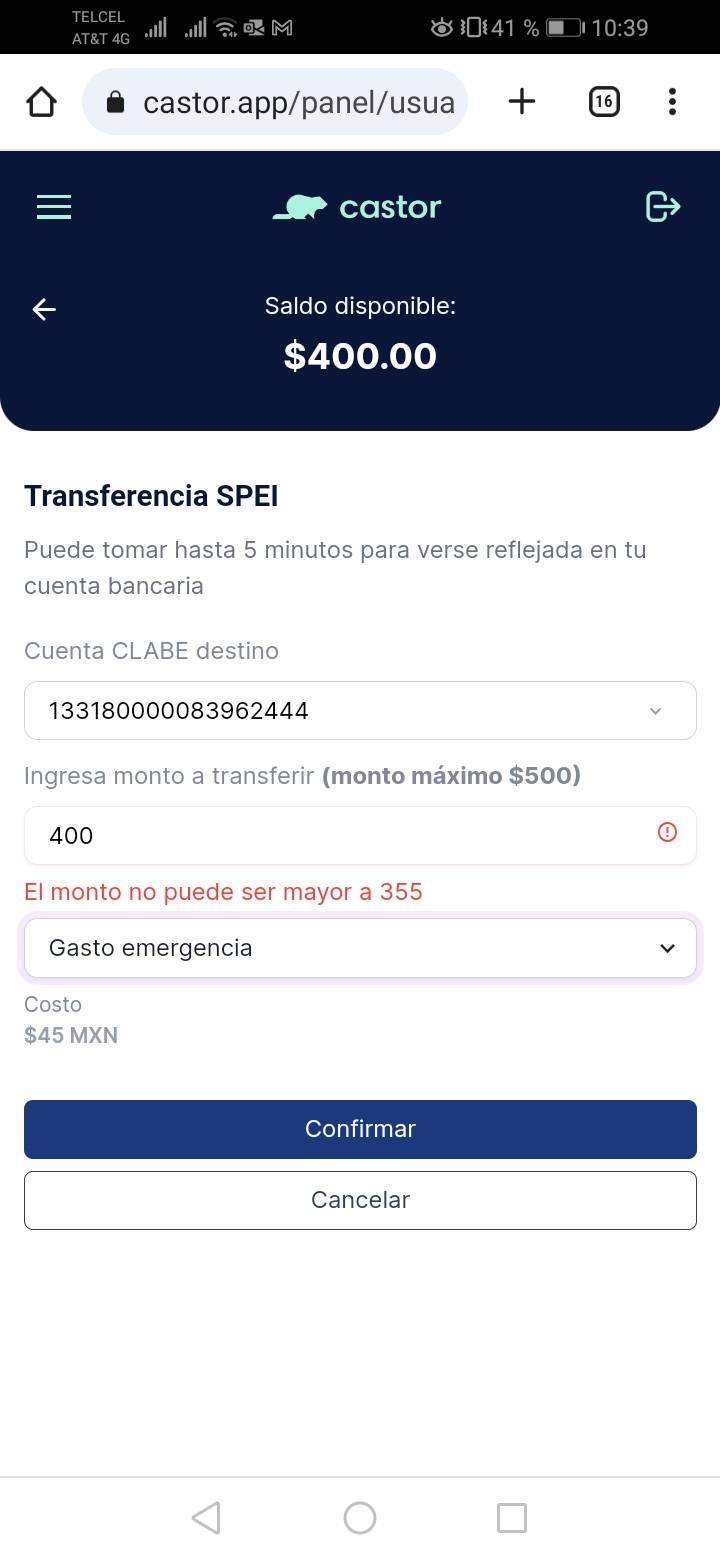 TELCEL
AT&T 4G
41 %
10:39
castor.app/panel/usua
16
castor
Saldo disponible:
$400.00
Transferencia SPEI
Puede tomar hasta 5 minutos para verse reflejada en tu
cuenta bancaria
Cuenta CLABE destino
133180000083962444
Ingresa monto a transferir (monto máximo $500)
400
El monto no puede ser mayor a 355
Gasto emergencia
Costo
$45 MXN
Confirmar
Cancelar